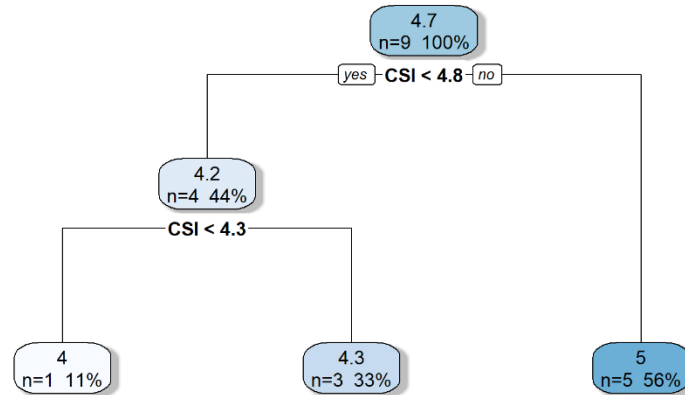 4.7
n=9 100%
yes CSI < 4.8 no
4.2
n=4 44%
CSI < 4.3
4
n=1 11%
4.3
n=3 33%
5
n=5 56%